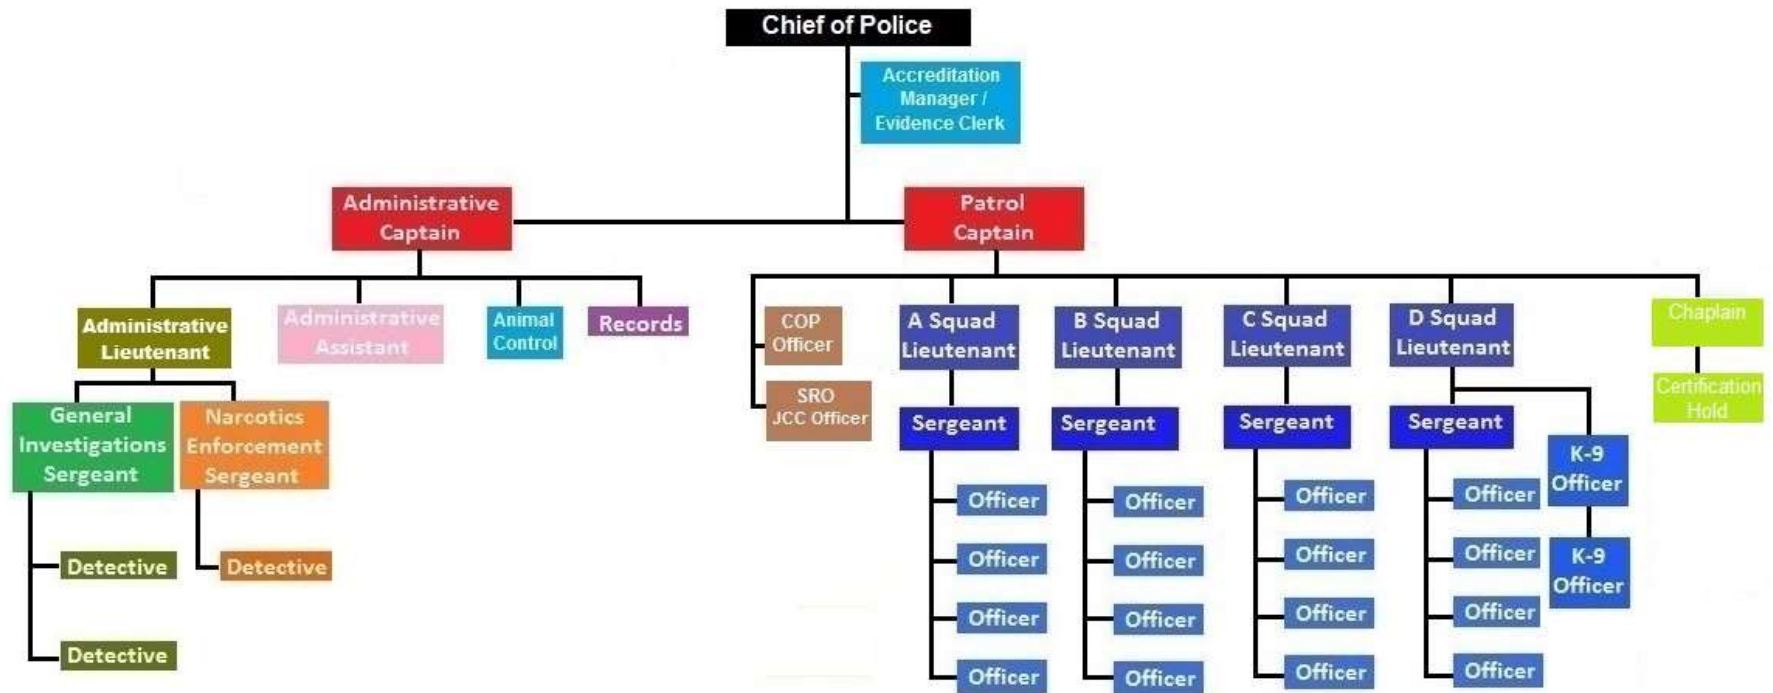 Chief of Police
Accreditation
Manager /
Evidence Clerk
Administrative
Captain
Patrol
Captain
Administrative
Lieutenant
Administrative
Assistant
Animal
Control
Records
General
Investigations
Sergeant
Narcotics
Enforcement
Sergeant
Detective
Detective
Detective
COP
Officer
SRO
JCC Officer
A Squad
Lieutenant
Sergeant
Officer
Officer
Officer
Officer
B Squad
Lieutenant
Sergeant
Officer
Officer
Officer
Officer
C Squad
Lieutenant
Sergeant
Officer
Officer
Officer
Officer
D Squad
Lieutenant
Sergeant
Officer
Officer
Officer
Officer
K-9
Officer
K-9
Officer
Chaplain
Certification
Hold